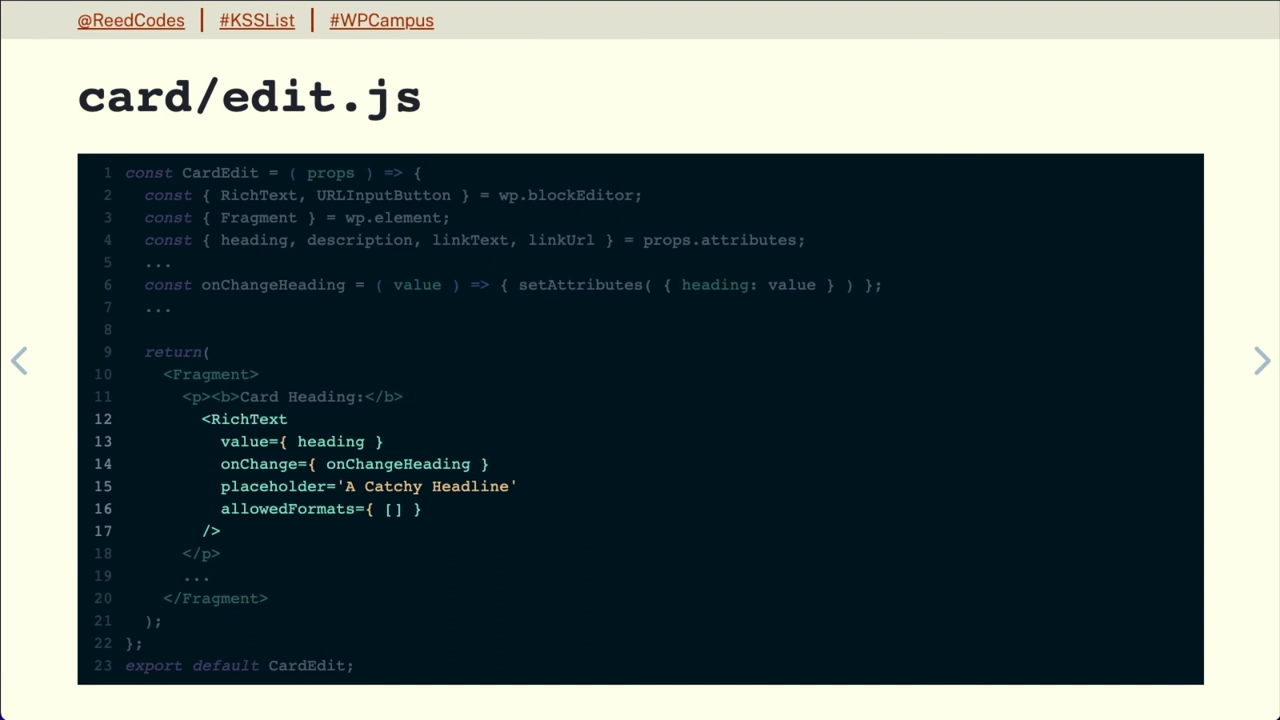 @ReedCodes | #KSSList | #WPCampus
card/edit.js
1 const CardEdit = ( props ) => {
2   const { RichText, URLInputButton } = wp.blockEditor;
3   const { Fragment } = wp.element;
4   const { heading, description, linkText, linkUrl } = props.attributes;
5   ...
6   const onChangeHeading = ( value ) => { setAttributes( { heading: value } ) };
7   ...
8
9   return(
10     <Fragment>
11       <p><b>Card Heading:</b>
12         <RichText
13           value={ heading }
14           onChange={ onChangeHeading }
15           placeholder='A Catchy Headline'
16           allowedFormats={ [] }
17         />
18       </p>
19       ...
20     </Fragment>
21   );
22 };
23 export default CardEdit;